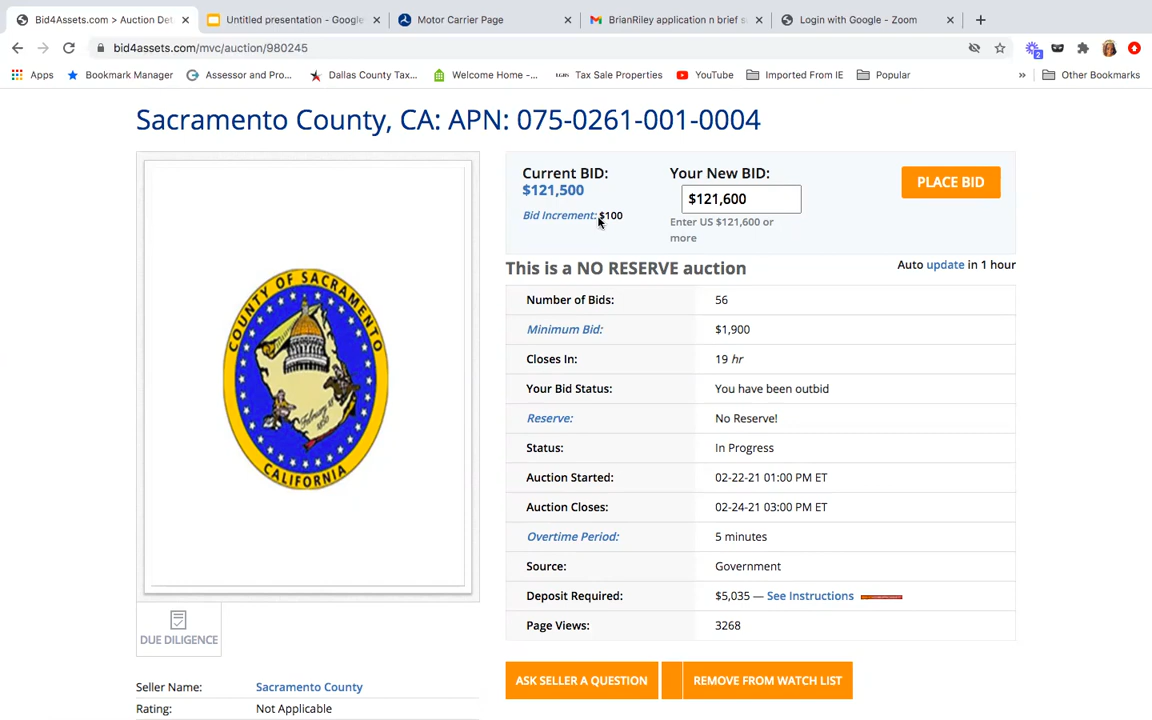 Bid4Assets.com > Auction Det
Untitled presentation - Google
Motor Carrier Page
BrianRiley application n brief s
Login with Google - Zoom
bid4assets.com/mvc/auction/980245
2
Apps
Bookmark Manager
Assessor and Pro...
Dallas County Tax...
Welcome Home -...
Tax Sale Properties
YouTube
Imported From IE
Popular
»
Other Bookmarks
Sacramento County, CA: APN: 075-0261-001-0004
COUNTY OF SACRAMENTO
CALIFORNIA
DUE DILIGENCE
Seller Name: Sacramento County
Rating: Not Applicable
Current BID:
$121,500
Bid Increment: $100
Your New BID:
$121,600
Enter US $121,600 or
more
PLACE BID
This is a NO RESERVE auction
Auto update in 1 hour
Number of Bids: 56
Minimum Bid: $1,900
Closes In: 19 hr
Your Bid Status: You have been outbid
Reserve: No Reserve!
Status: In Progress
Auction Started: 02-22-21 01:00 PM ET
Auction Closes: 02-24-21 03:00 PM ET
Overtime Period: 5 minutes
Source: Government
Deposit Required: $5,035 — See Instructions
Page Views: 3268
ASK SELLER A QUESTION
REMOVE FROM WATCH LIST